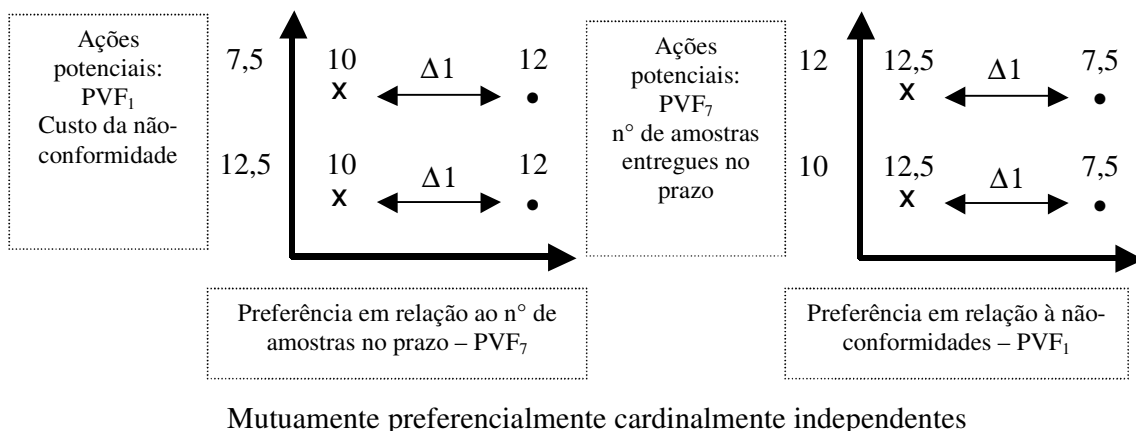 Ações
potenciais:
PVF₁
Custo da não-
conformidade
7,5
10
Δ1
12
x
•
12,5
10
Δ1
12
x
•
Preferência em relação ao n° de
amostras no prazo – PVF₇
Ações
potenciais:
PVF₇
n° de amostras
entregues no
prazo
12
12,5
Δ1
7,5
x
•
10
12,5
Δ1
7,5
x
•
Preferência em relação à não-
conformidades – PVF₁
Mutuamente preferencialmente cardinalmente independentes